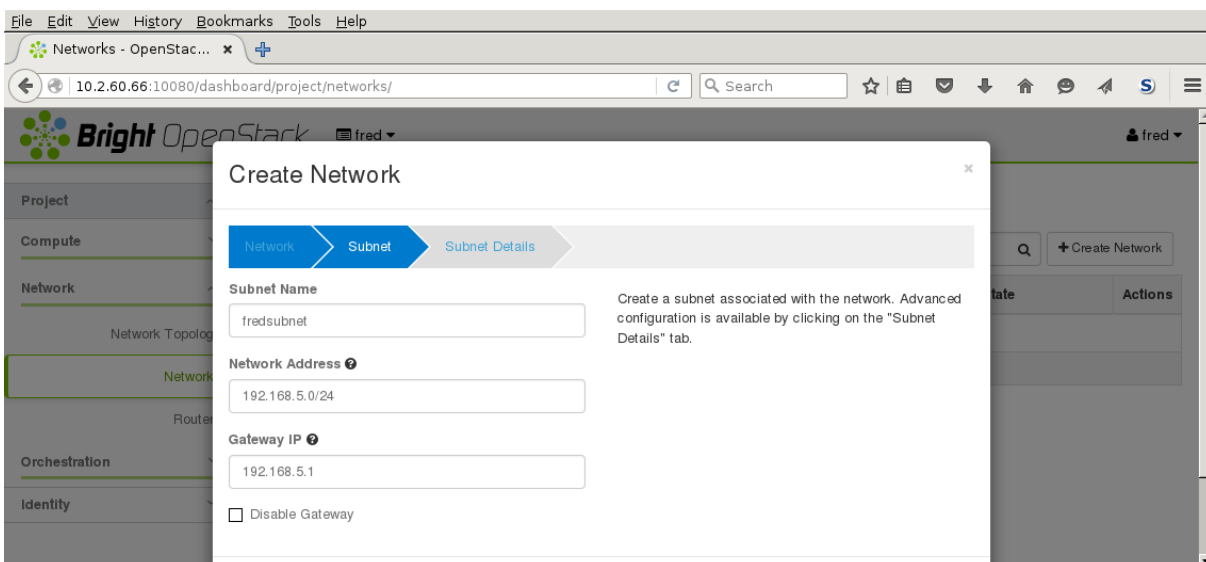 File Edit View History Bookmarks Tools Help
Networks - OpenStac...
10.2.60.66:10080/dashboard/project/networks/
Search
Bright OpenStack
fred
fred
Create Network
Project
Compute
Network
Subnet
Subnet Details
+ Create Network
Network
Subnet Name
Create a subnet associated with the network. Advanced
configuration is available by clicking on the "Subnet
Details" tab.
Actions
fredsubnet
Network Topolog
Network Address
Network
192.168.5.0/24
Router
Gateway IP
Orchestration
192.168.5.1
Identity
Disable Gateway